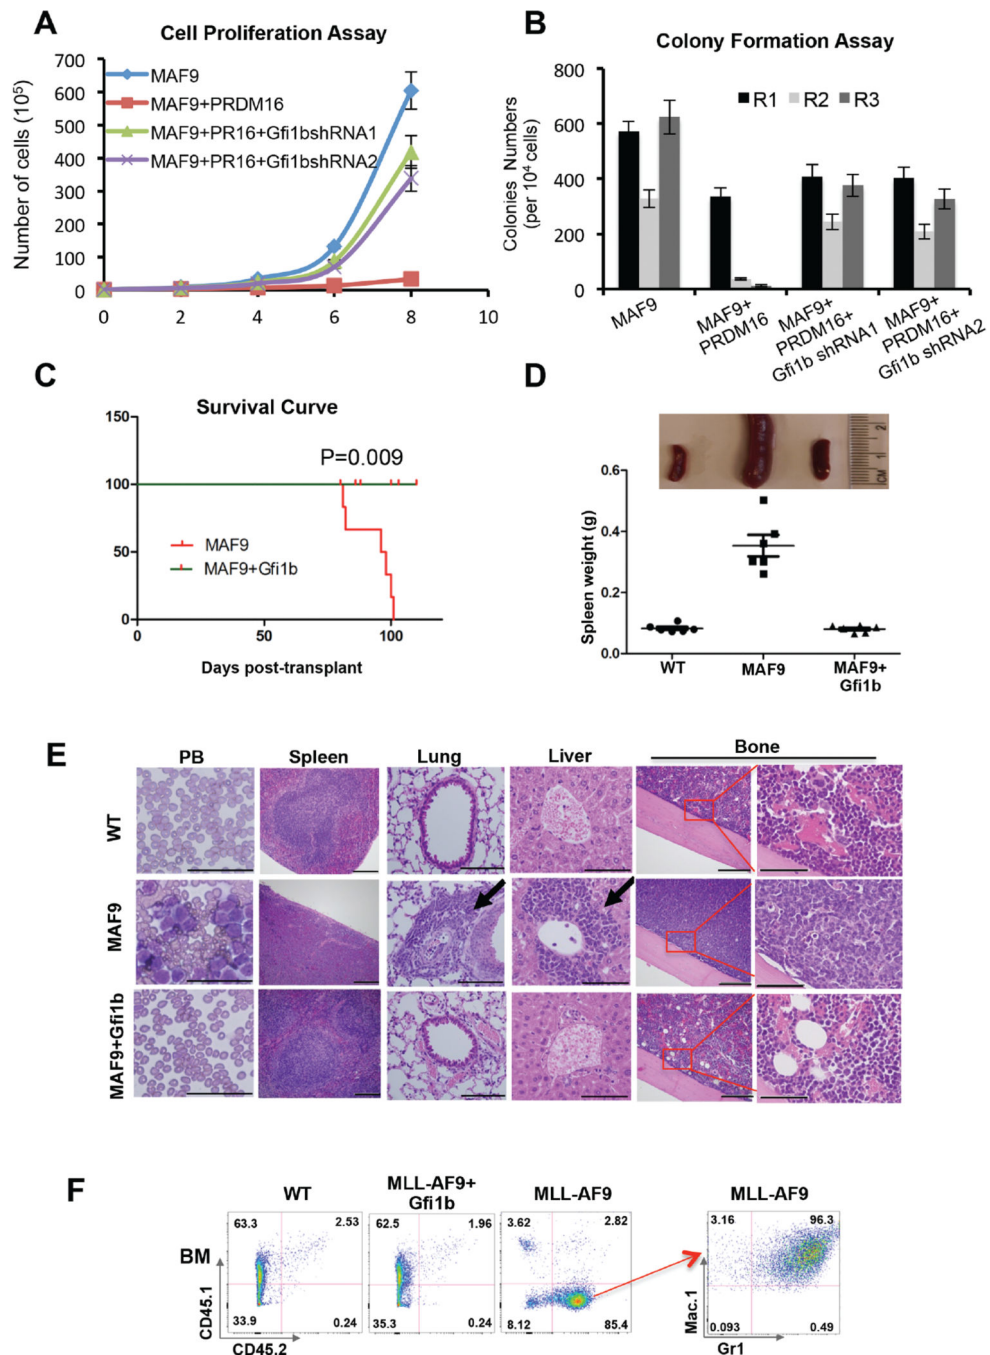 A
Cell Proliferation Assay
Number of cells (10⁵)
700
600
500
400
300
200
100
0
0
2
4
6
8
10
MAF9
MAF9+PRDM16
MAF9+PR16+Gfi1bshRNA1
MAF9+PR16+Gfi1bshRNA2
B
Colony Formation Assay
Colonies Numbers
(per 10⁴ cells)
800
600
400
200
0
R1
R2
R3
MAF9
MAF9+
PRDM16
MAF9+
PRDM16+
Gfi1b shRNA1
MAF9+
PRDM16+
Gfi1b shRNA2
C
Survival Curve
150
100
50
0
P=0.009
MAF9
MAF9+Gfi1b
0
50
100
Days post-transplant
D
2
1
CM
Spleen weight (g)
0.6
0.4
0.2
0.0
WT
MAF9
MAF9+
Gfi1b
E
PB
Spleen
Lung
Liver
Bone
WT
MAF9
MAF9+Gfi1b
F
WT
MLL-AF9+
Gfi1b
MLL-AF9
MLL-AF9
BM
63.3
2.53
33.9
0.24
62.5
1.96
35.3
0.24
3.62
2.82
8.12
85.4
3.16
96.3
0.093
0.49
CD45.1
CD45.2
Mac.1
Gr1